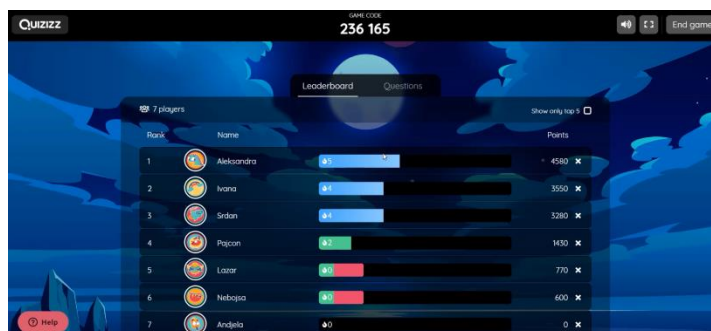 QUIZIZZ
GAME CODE
236 165
End game
Leaderboard Questions
7 players
Show only top 5
Rank Name Points
1 Aleksandra 5 4580 ×
2 Ivana 4 3550 ×
3 Srdan 4 3280 ×
4 Pajcon 2 1430 ×
5 Lazar 0 770 ×
6 Nebojsa 0 600 ×
7 Andjela 0 0 ×
Help